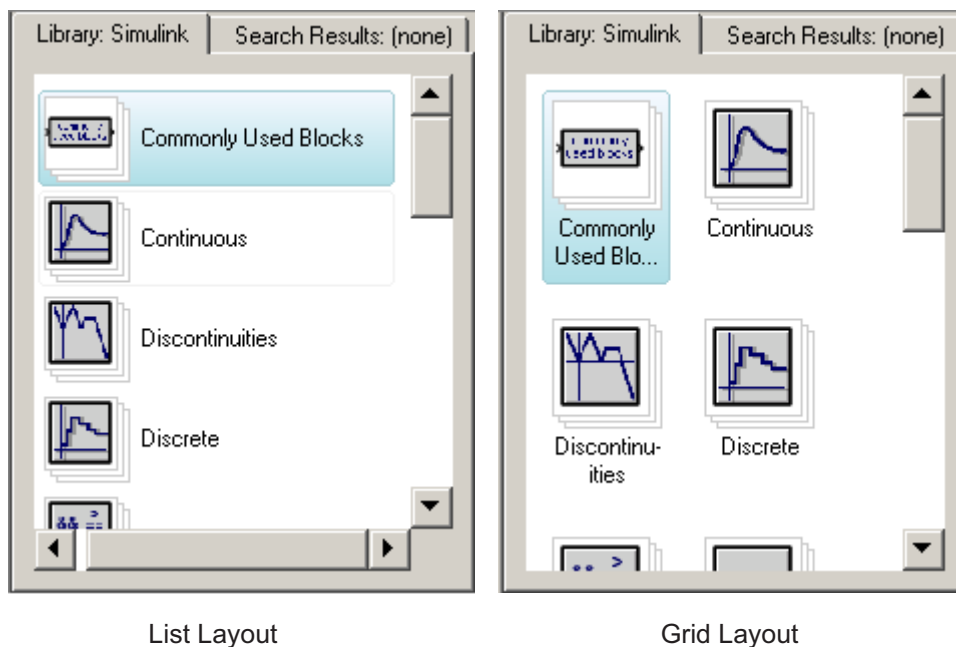 Library: Simulink
Search Results: (none)
Commonly Used Blocks
Continuous
Discontinuities
Discrete
List Layout
Library: Simulink
Search Results: (none)
Commonly
Used Blo...
Continuous
Discontinu-
ities
Discrete
Grid Layout